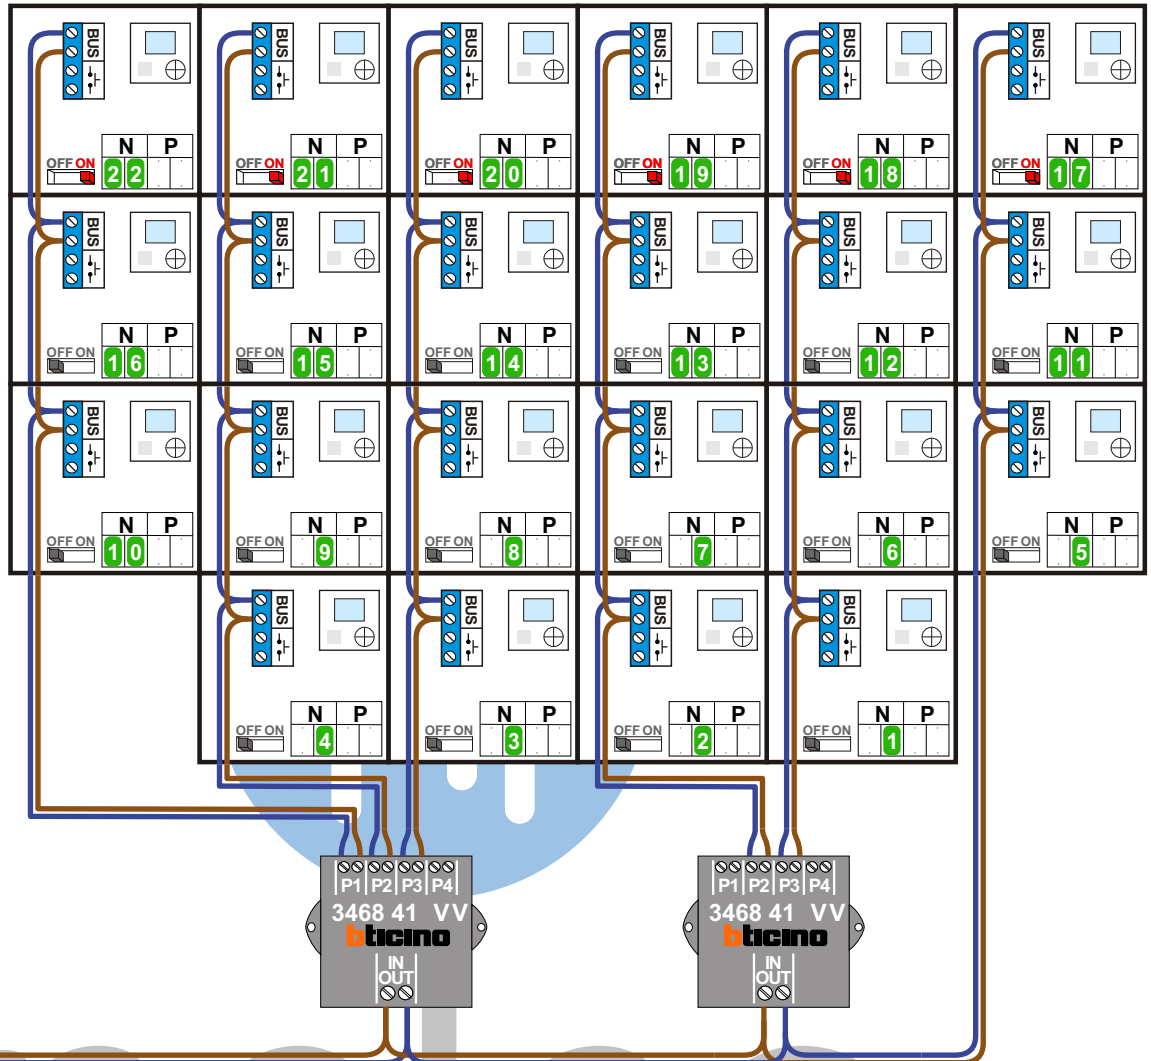 BUS BUS BUS BUS BUS BUS
N P N P N P N P N P N P
OFF ON 22 OFF ON 21 OFF ON 20 OFF ON 19 OFF ON 18 OFF ON 17
BUS BUS BUS BUS BUS BUS
N P N P N P N P N P N P
OFF ON 16 OFF ON 15 OFF ON 14 OFF ON 13 OFF ON 12 OFF ON 11
BUS BUS BUS BUS BUS BUS
N P N P N P N P N P N P
OFF ON 10 OFF ON 9 OFF ON 8 OFF ON 7 OFF ON 6 OFF ON 5
BUS BUS BUS BUS
N P N P N P N P
OFF ON 4 OFF ON 3 OFF ON 2 OFF ON 1
P1 P2 P3 P4 P1 P2 P3 P4
3468 41 VV 3468 41 VV
bticino bticino
IN IN
OUT OUT